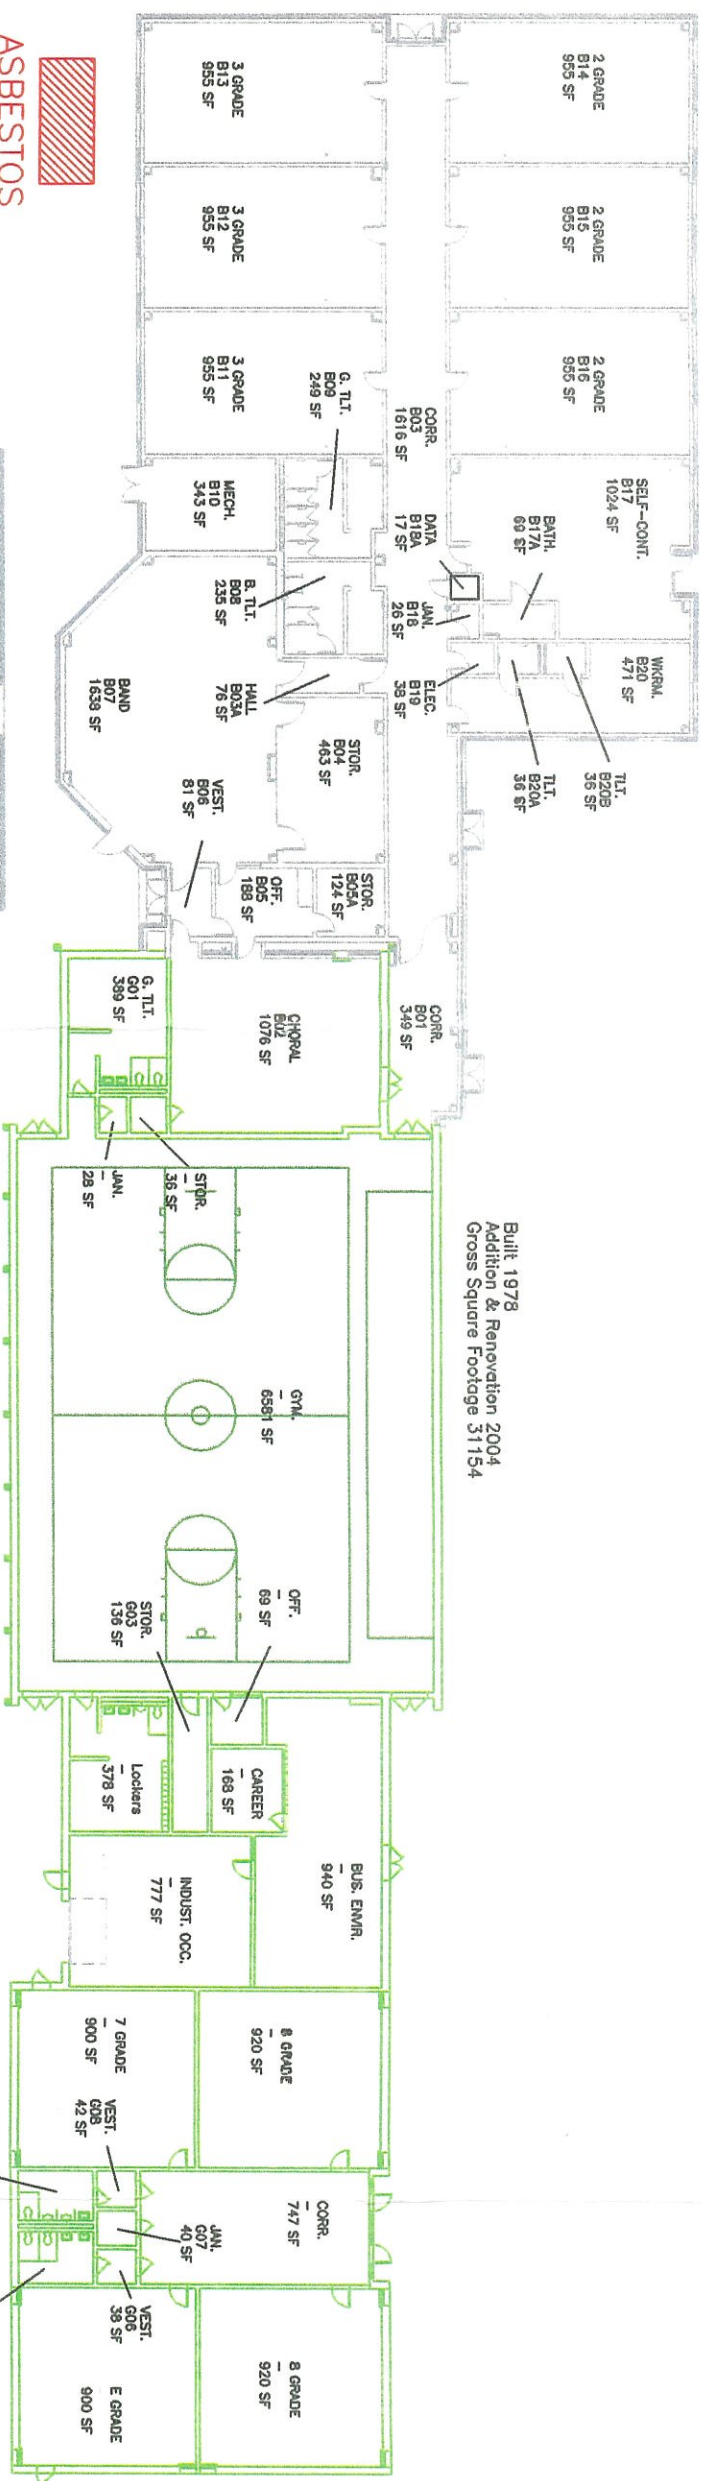 2 GRADE
B14
955 SF
2 GRADE
B15
955 SF
2 GRADE
B16
955 SF
SELF-CONT.
B17
1024 SF
BATH.
B17A
69 SF
WKRM.
B20
471 SF
TLT.
B20B
36 SF
TLT.
B20A
36 SF
3 GRADE
B13
955 SF
3 GRADE
B12
955 SF
3 GRADE
B11
955 SF
G. TLT.
B09
249 SF
CORR.
B03
1616 SF
DATA
B18A
17 SF
JAN.
B18
26 SF
ELEC.
B19
38 SF
MECH.
B10
343 SF
B. TLT.
B08
235 SF
HALL
B03A
76 SF
STOR.
B04
463 SF
BAND
B07
1638 SF
VEST.
B06
81 SF
OFF.
B05
188 SF
STOR.
B05A
124 SF
CORR.
B01
349 SF
G. TLT.
G01
389 SF
CHORAL
B02
1076 SF
JAN.
–
28 SF
STOR.
–
36 SF
Built 1978
Addition & Renovation 2004
Gross Square Footage 31154
GYM.
–
6581 SF
OFF.
–
69 SF
STOR.
G03
136 SF
Lockers
–
378 SF
CAREER
–
168 SF
BUS. ENVIR.
–
940 SF
INDUST. OCC.
–
777 SF
7 GRADE
–
900 SF
8 GRADE
–
920 SF
VEST.
G08
42 SF
JAN.
G07
40 SF
VEST.
G06
38 SF
CORR.
–
747 SF
8 GRADE
–
920 SF
E GRADE
–
900 SF
ASBESTOS